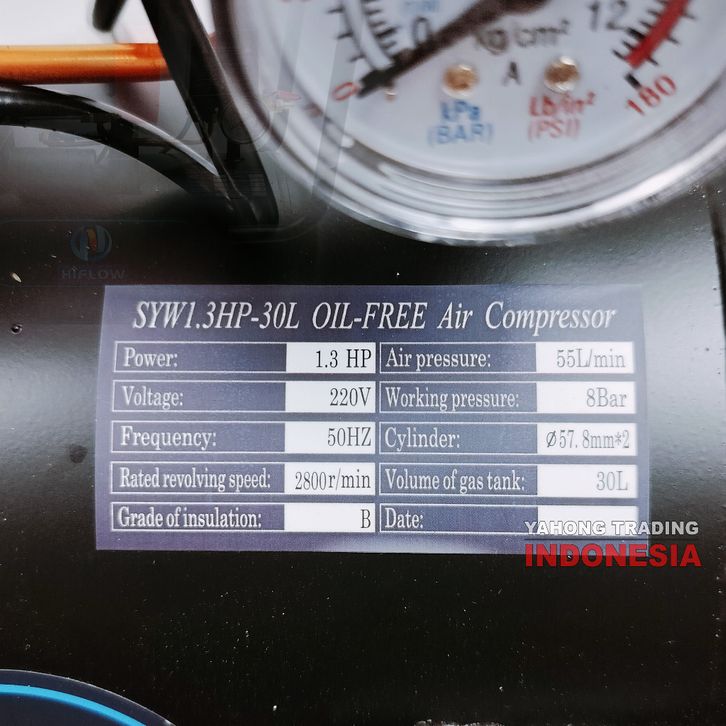 0
kg/cm²
12
A
0
180
kPa
(BAR)
Lb/in²
(PSI)
HIFLOW
SYW1.3HP-30L OIL-FREE Air Compressor
Power: 1.3 HP Air pressure: 55L/min
Voltage: 220V Working pressure: 8Bar
Frequency: 50HZ Cylinder: Ø57.8mm*2
Rated revolving speed: 2800r/min Volume of gas tank: 30L
Grade of insulation: B Date:
YAHONG TRADING
INDONESIA